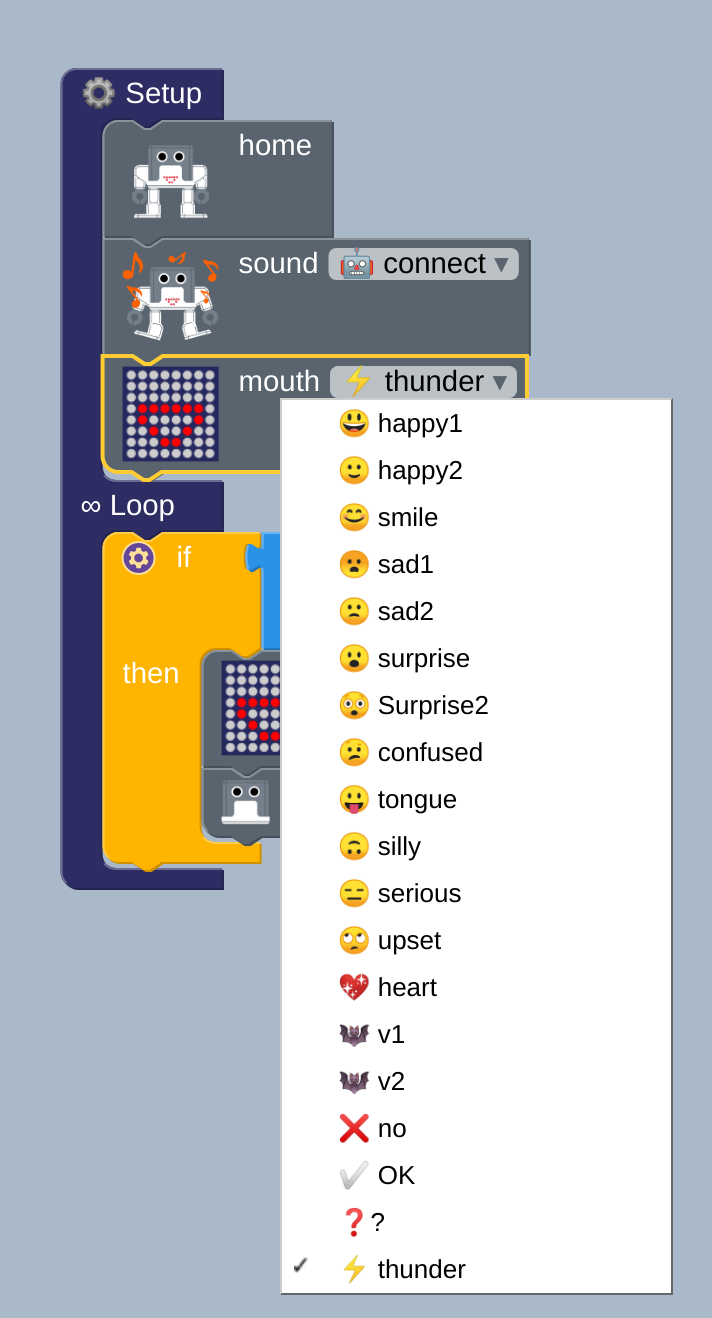 Setup
home
sound 🤖 connect ▾
mouth ⚡ thunder ▾
😃 happy1
🙂 happy2
😊 smile
😦 sad1
🙁 sad2
😮 surprise
😳 Surprise2
😕 confused
😛 tongue
🙃 silly
😑 serious
🙄 upset
💖 heart
🦇 v1
🦇 v2
❌ no
✔ OK
❓ ?
✓ ⚡ thunder
∞ Loop
if
then